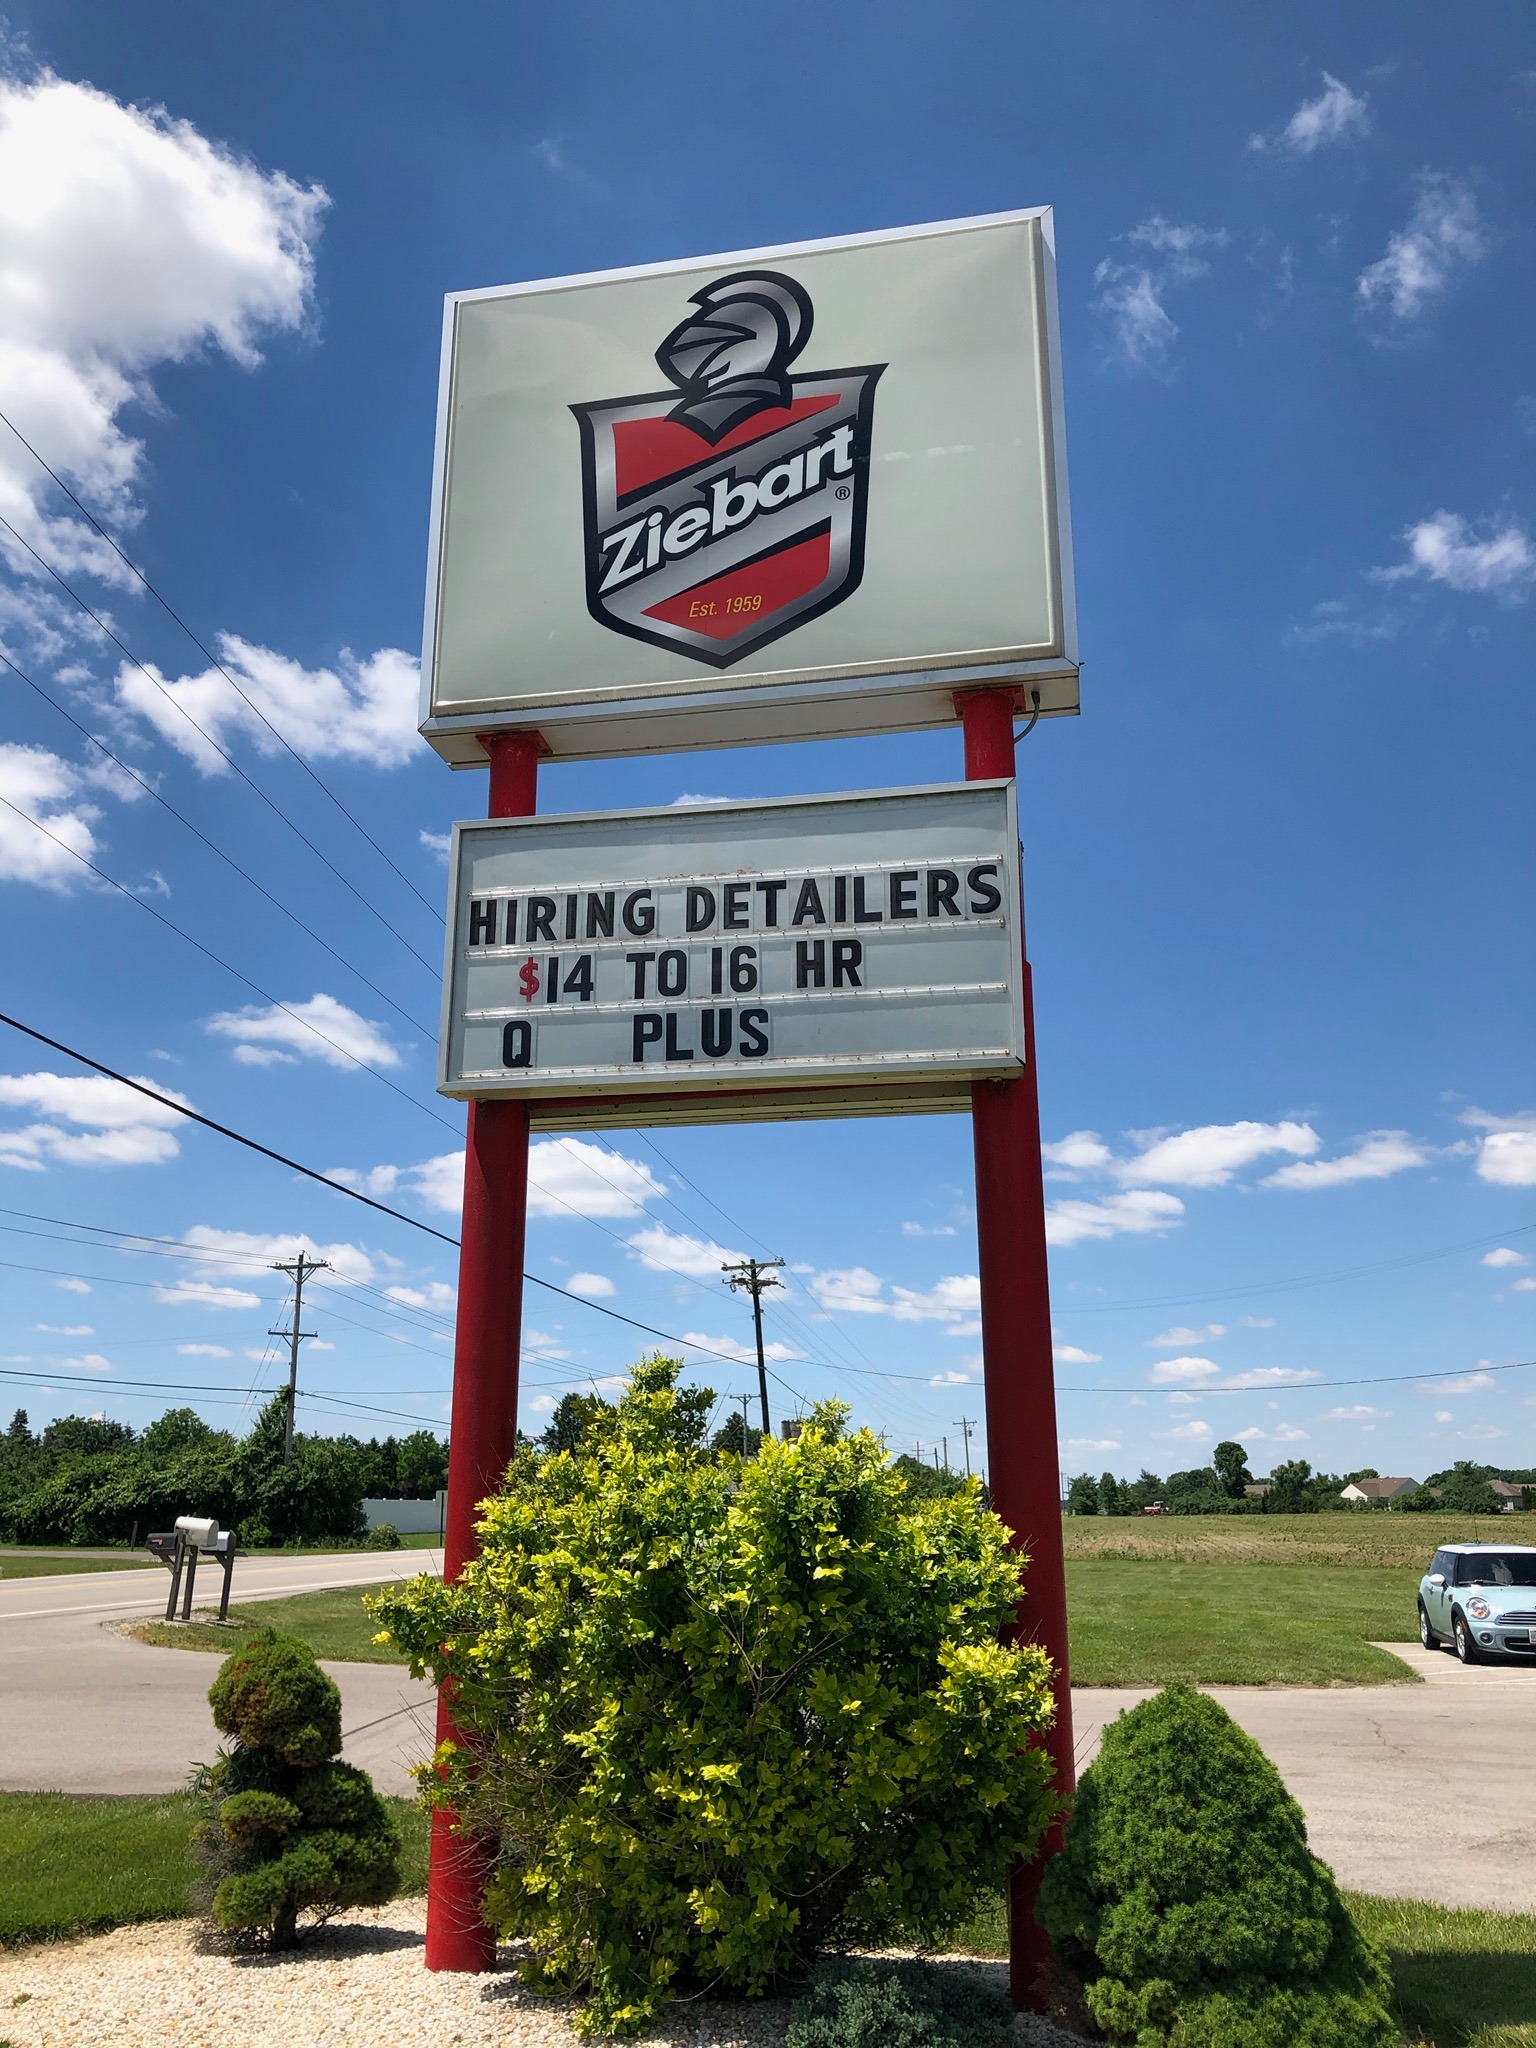 Ziebart®
Est. 1959
HIRING DETAILERS
$14 TO 16 HR
Q PLUS